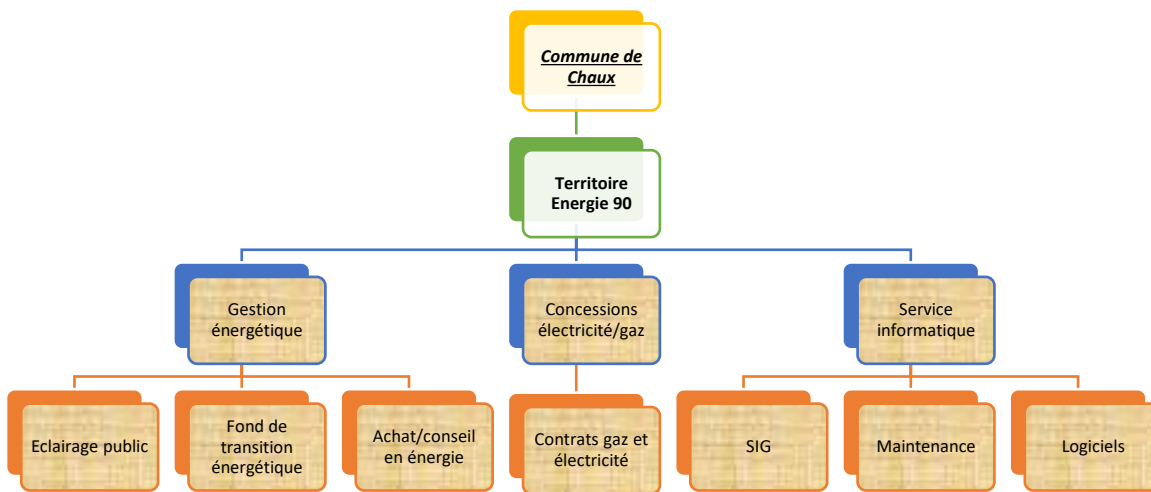 Commune de
Chaux
Territoire
Energie 90
Gestion
énergétique
Concessions
électricité/gaz
Service
informatique
Eclairage public
Fond de
transition
énergétique
Achat/conseil
en énergie
Contrats gaz et
électricité
SIG
Maintenance
Logiciels